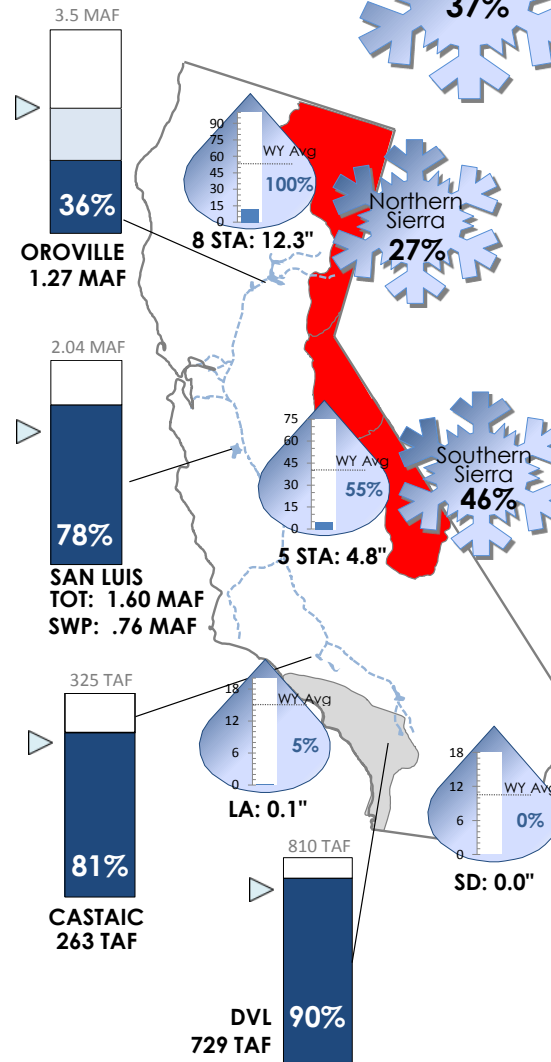 37%
3.5 MAF
36%
OROVILLE
1.27 MAF
90
75
60
45
30
15
0
WY Avg
100%
8 STA: 12.3"
Northern
Sierra
27%
2.04 MAF
78%
SAN LUIS
TOT: 1.60 MAF
SWP: .76 MAF
75
60
45
30
15
0
WY Avg
55%
5 STA: 4.8"
Southern
Sierra
46%
325 TAF
81%
CASTAIC
263 TAF
18
12
6
0
WY Avg
5%
LA: 0.1"
18
12
6
0
WY Avg
0%
SD: 0.0"
810 TAF
90%
DVL
729 TAF